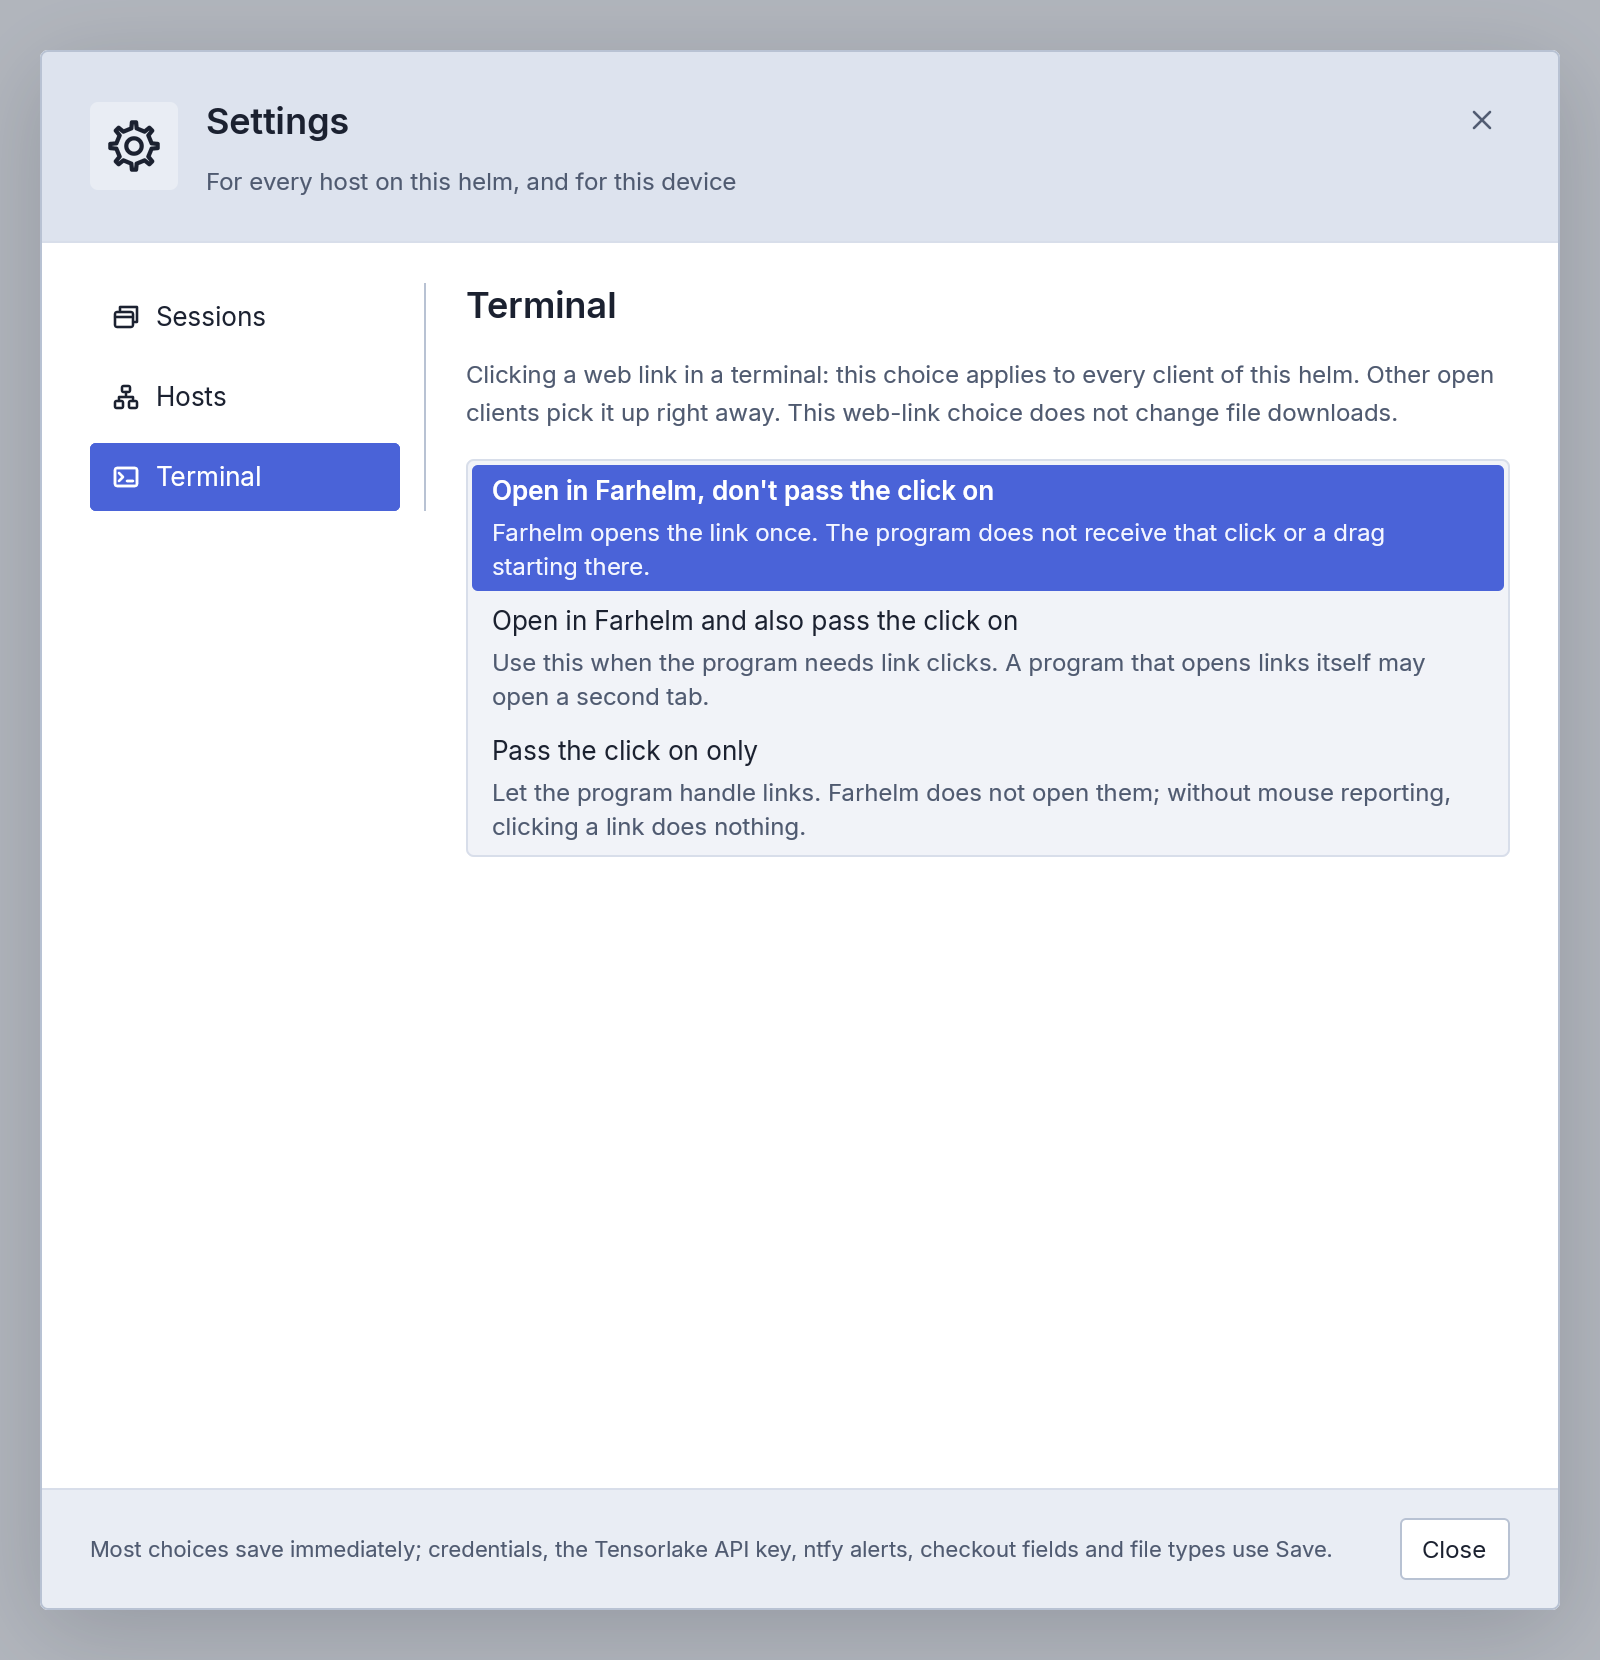 Settings
For every host on this helm, and for this device
Sessions
Hosts
Terminal
Terminal
Clicking a web link in a terminal: this choice applies to every client of this helm. Other open
clients pick it up right away. This web-link choice does not change file downloads.
Open in Farhelm, don't pass the click on
Farhelm opens the link once. The program does not receive that click or a drag
starting there.
Open in Farhelm and also pass the click on
Use this when the program needs link clicks. A program that opens links itself may
open a second tab.
Pass the click on only
Let the program handle links. Farhelm does not open them; without mouse reporting,
clicking a link does nothing.
Most choices save immediately; credentials, the Tensorlake API key, ntfy alerts, checkout fields and file types use Save.
Close